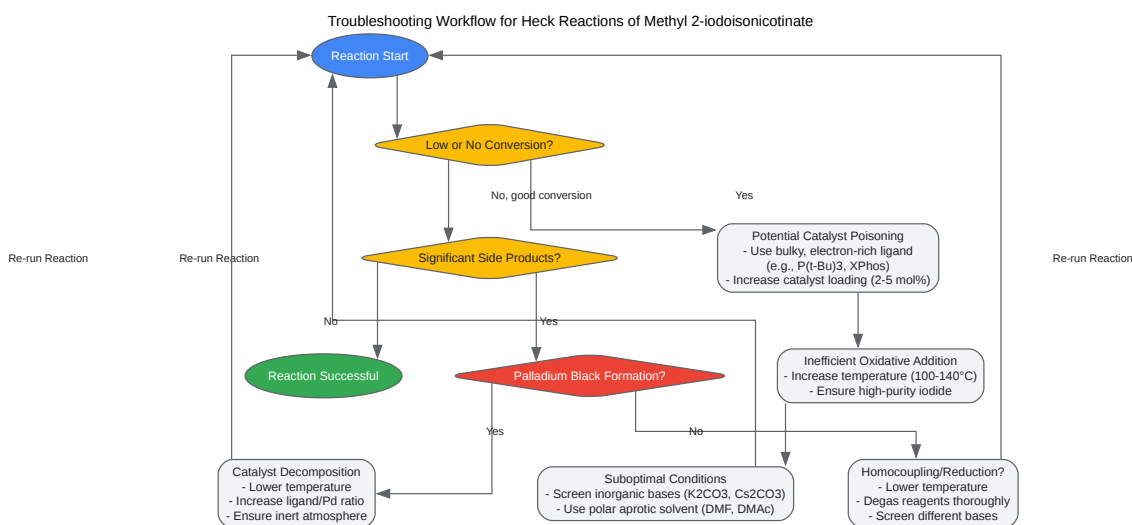 Troubleshooting Workflow for Heck Reactions of Methyl 2-iodoisonicotinate
Reaction Start
Low or No Conversion?
No, good conversion
Yes
Potential Catalyst Poisoning
- Use bulky, electron-rich ligand
(e.g., P(t-Bu)3, XPhos)
- Increase catalyst loading (2-5 mol%)
Re-run Reaction
Re-run Reaction
Significant Side Products?
Re-run Reaction
No
Yes
Inefficient Oxidative Addition
- Increase temperature (100-140°C)
- Ensure high-purity iodide
Reaction Successful
Palladium Black Formation?
Yes
No
Catalyst Decomposition
- Lower temperature
- Increase ligand/Pd ratio
- Ensure inert atmosphere
Suboptimal Conditions
- Screen inorganic bases (K2CO3, Cs2CO3)
- Use polar aprotic solvent (DMF, DMAc)
Homocoupling/Reduction?
- Lower temperature
- Degas reagents thoroughly
- Screen different bases